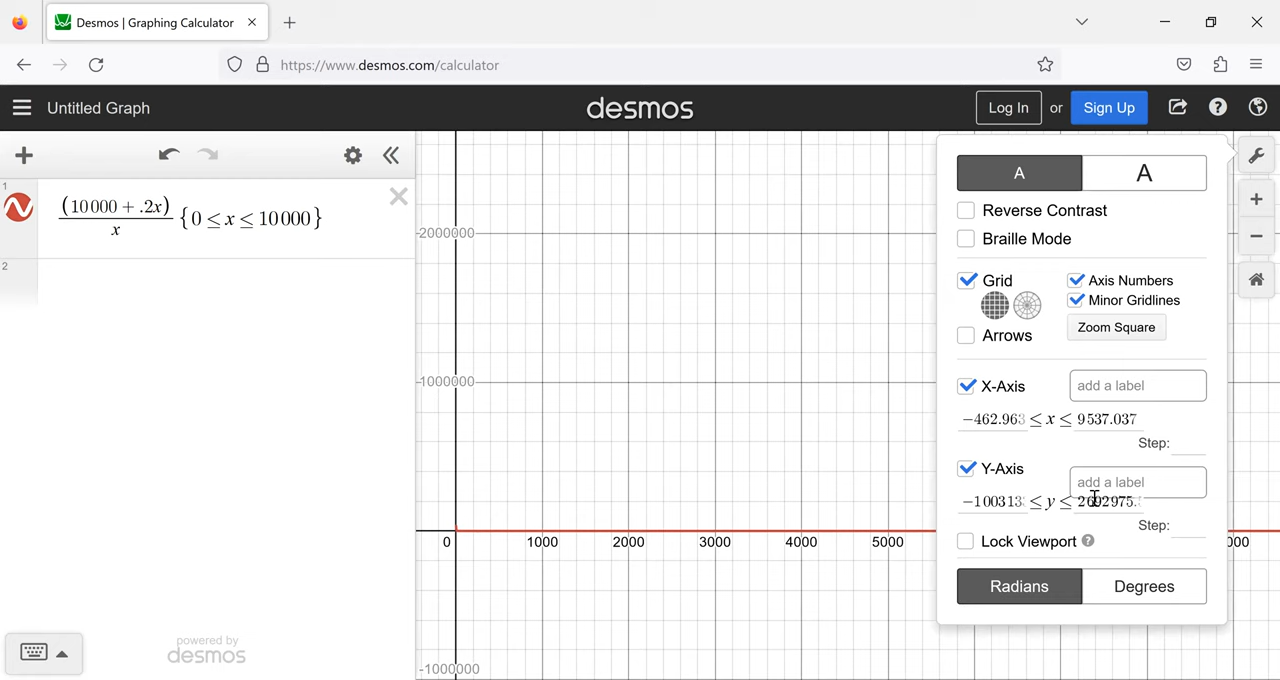 Desmos | Graphing Calculator
https://www.desmos.com/calculator
Untitled Graph
desmos
Log In or Sign Up
1
(10000 + .2x)
x
{0 ≤ x ≤ 10000}
2
powered by
desmos
2000000
1000000
0 1000 2000 3000 4000 5000
-1000000
A A
Reverse Contrast
Braille Mode
Grid
Axis Numbers
Minor Gridlines
Arrows
Zoom Square
X-Axis add a label
-462.963 ≤ x ≤ 9537.037
Step:
Y-Axis add a label
≤ y ≤
Step:
Lock Viewport
Radians Degrees